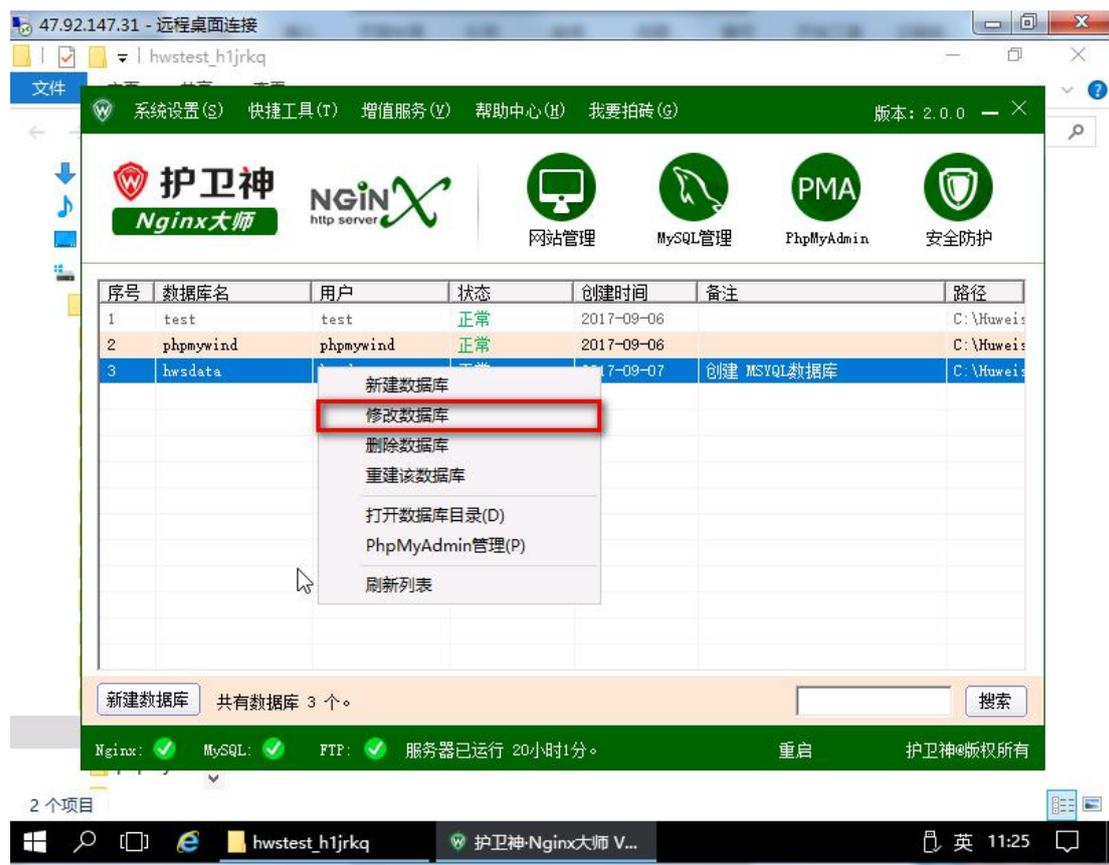 47.92.147.31 - 远程桌面连接
hwstest_h1jrkq
文件
系统设置(S) 快捷工具(T) 增值服务(V) 帮助中心(H) 我要拍砖(G) 版本：2.0.0
护卫神
Nginx大师
NGiNX
http server
PMA
网站管理 MySQL管理 PhpMyAdmin 安全防护
序号 数据库名 用户 状态 创建时间 备注 路径
1 test test 正常 2017-09-06 C:\Huweis
2 phpmywind phpmywind 正常 2017-09-06 C:\Huweis
3 hwsdata 17-09-07 创建 MSYQL数据库 C:\Huweis
新建数据库
修改数据库
删除数据库
重建该数据库
打开数据库目录(D)
PhpMyAdmin管理(P)
刷新列表
新建数据库 共有数据库 3 个。 搜索
Nginx: MySQL: FTP: 服务器已运行 20小时1分。 重启 护卫神®版权所有
2 个项目
hwstest_h1jrkq 护卫神·Nginx大师 V... 英 11:25